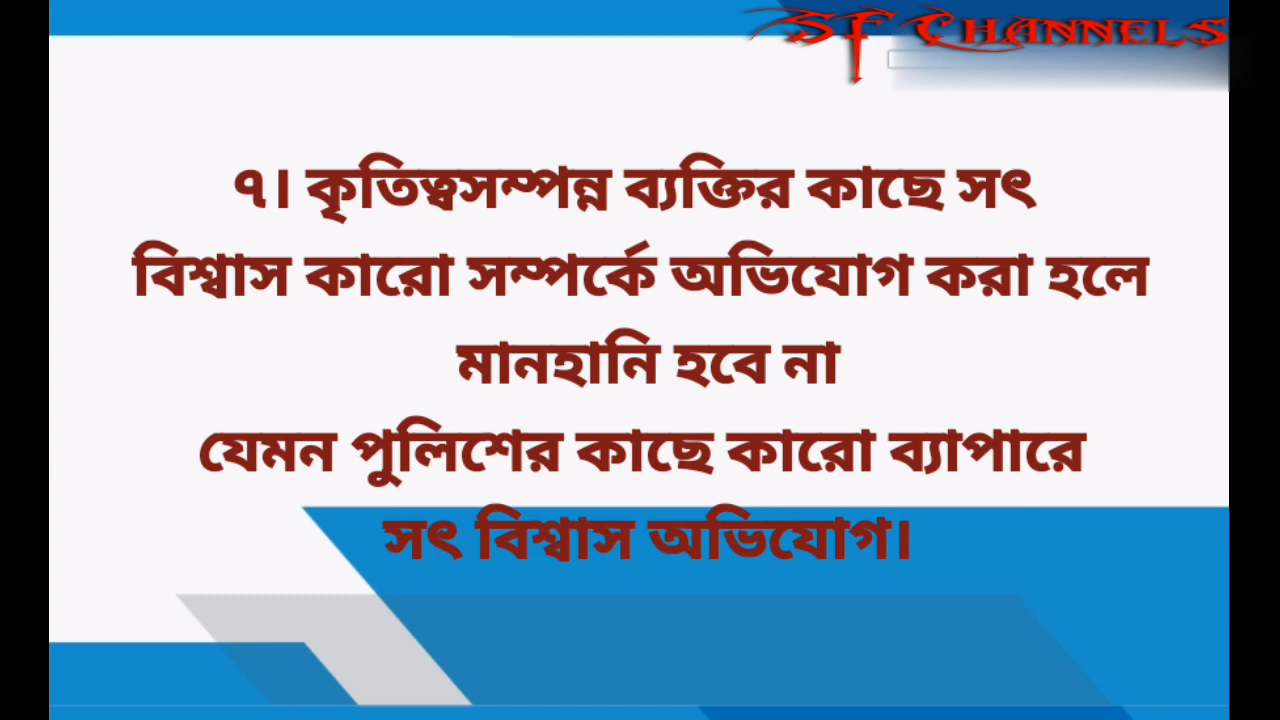 SF Channels
৭। কৃতিত্বসম্পন্ন ব্যক্তির কাছে সৎ
বিশ্বাস কারো সম্পর্কে অভিযোগ করা হলে
মানহানি হবে না
যেমন পুলিশের কাছে কারো ব্যাপারে
সৎ বিশ্বাস অভিযোগ।